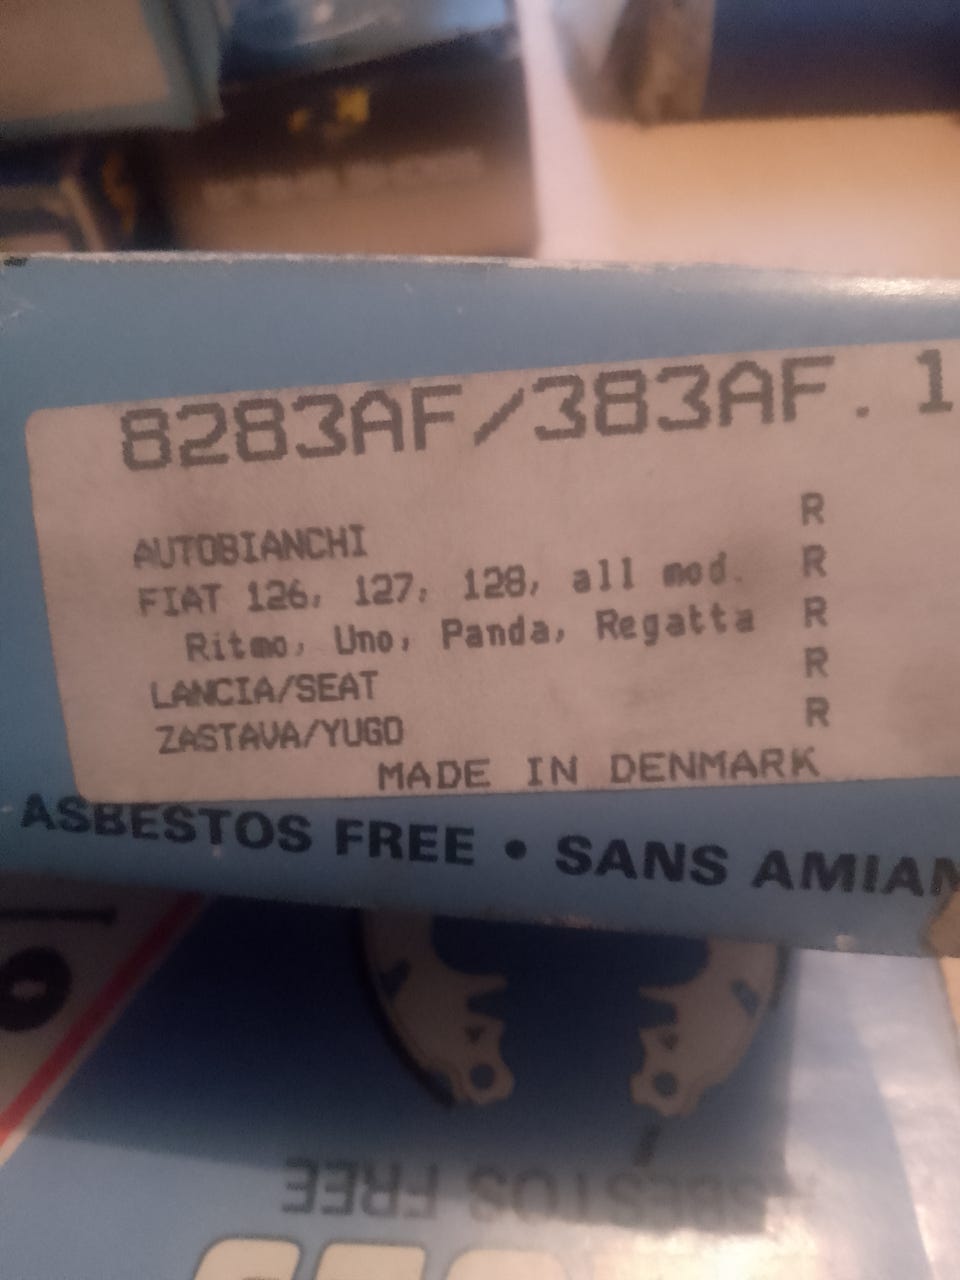 8283AF/383AF.1
R
AUTOBIANCHI R
FIAT 126, 127, 128, all mod. R
Ritmo, Uno, Panda, Regatta R
LANCIA/SEAT R
ZASTAVA/YUGO
MADE IN DENMARK
ASBESTOS FREE • SANS AMIAN
ASBESTOS FREE